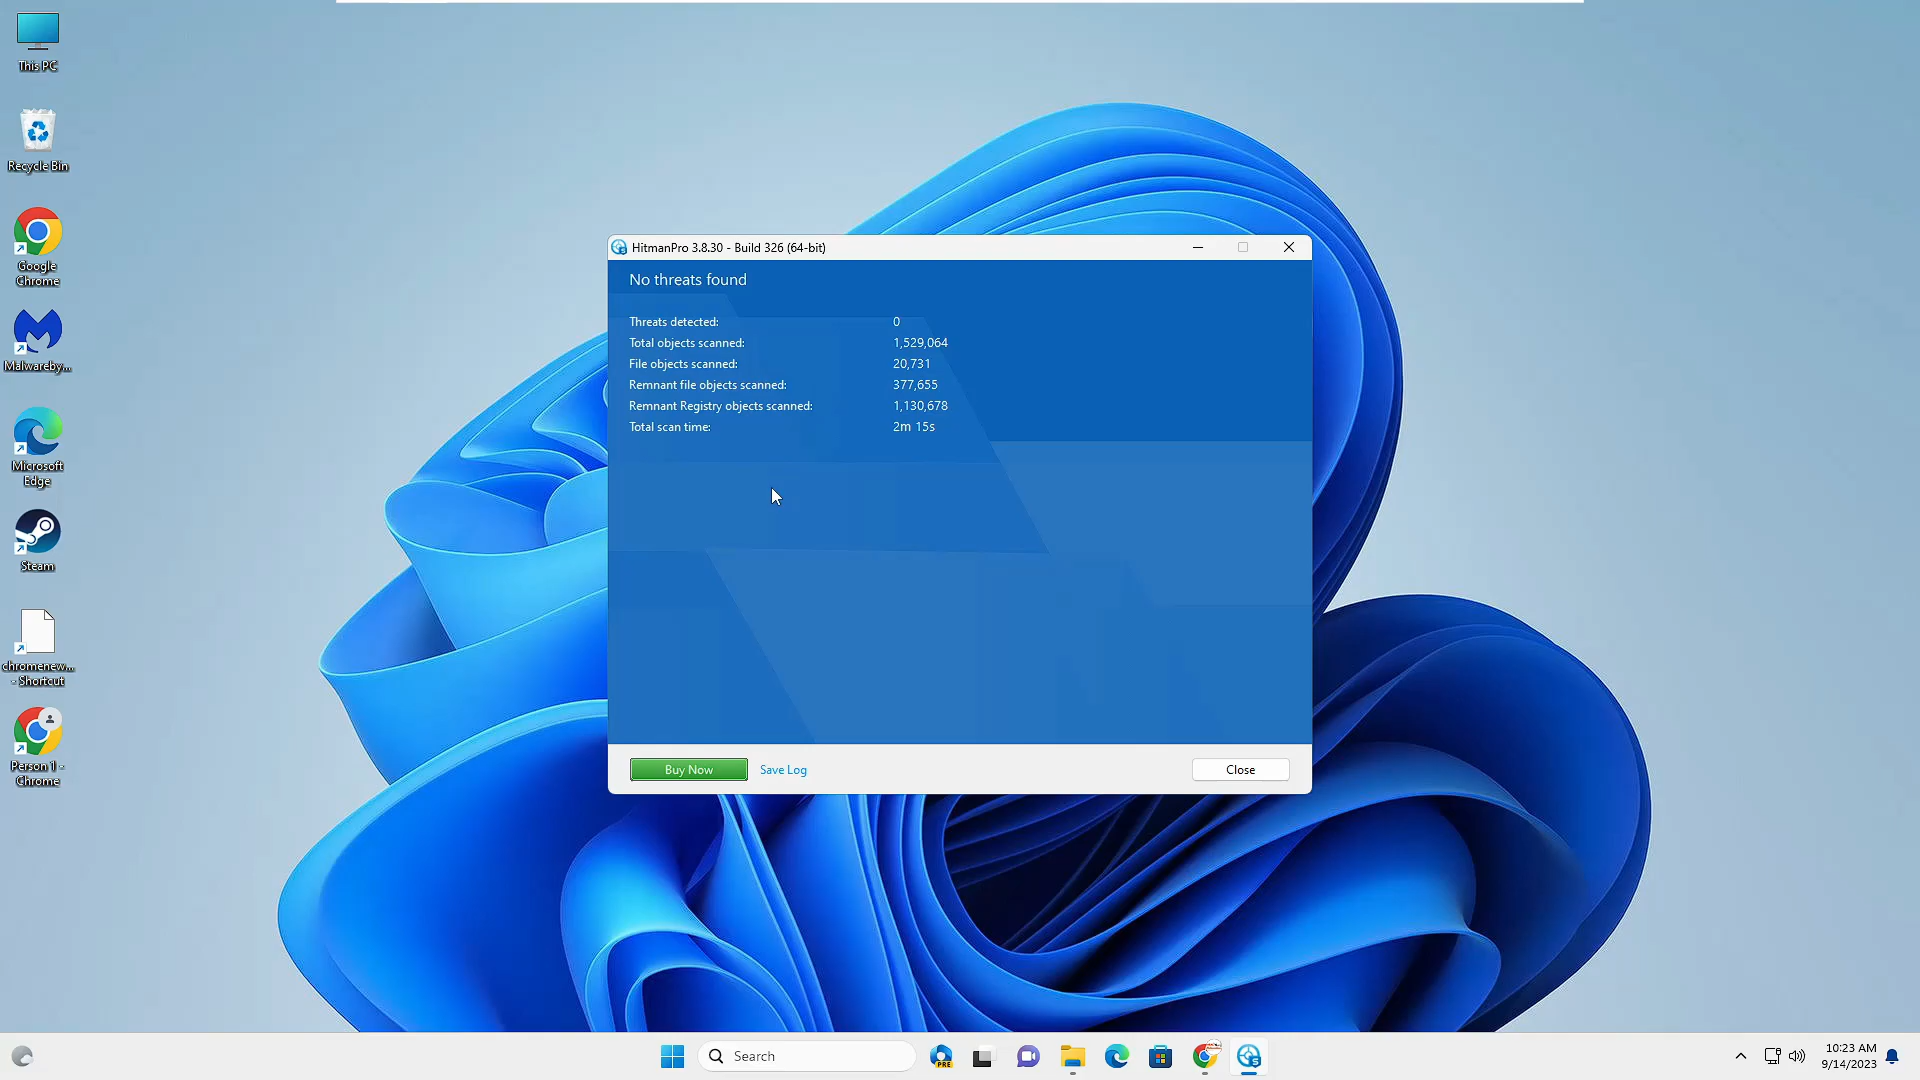 This PC
Recycle Bin
Google
Chrome
Malwareby...
Microsoft
Edge
Steam
chromenew...
- Shortcut
Person 1 -
Chrome
HitmanPro 3.8.30 - Build 326 (64-bit)
No threats found
Threats detected: 0
Total objects scanned: 1,529,064
File objects scanned: 20,731
Remnant file objects scanned: 377,655
Remnant Registry objects scanned: 1,130,678
Total scan time: 2m 15s
Buy Now Save Log Close
Search
PRE
10:23 AM
9/14/2023